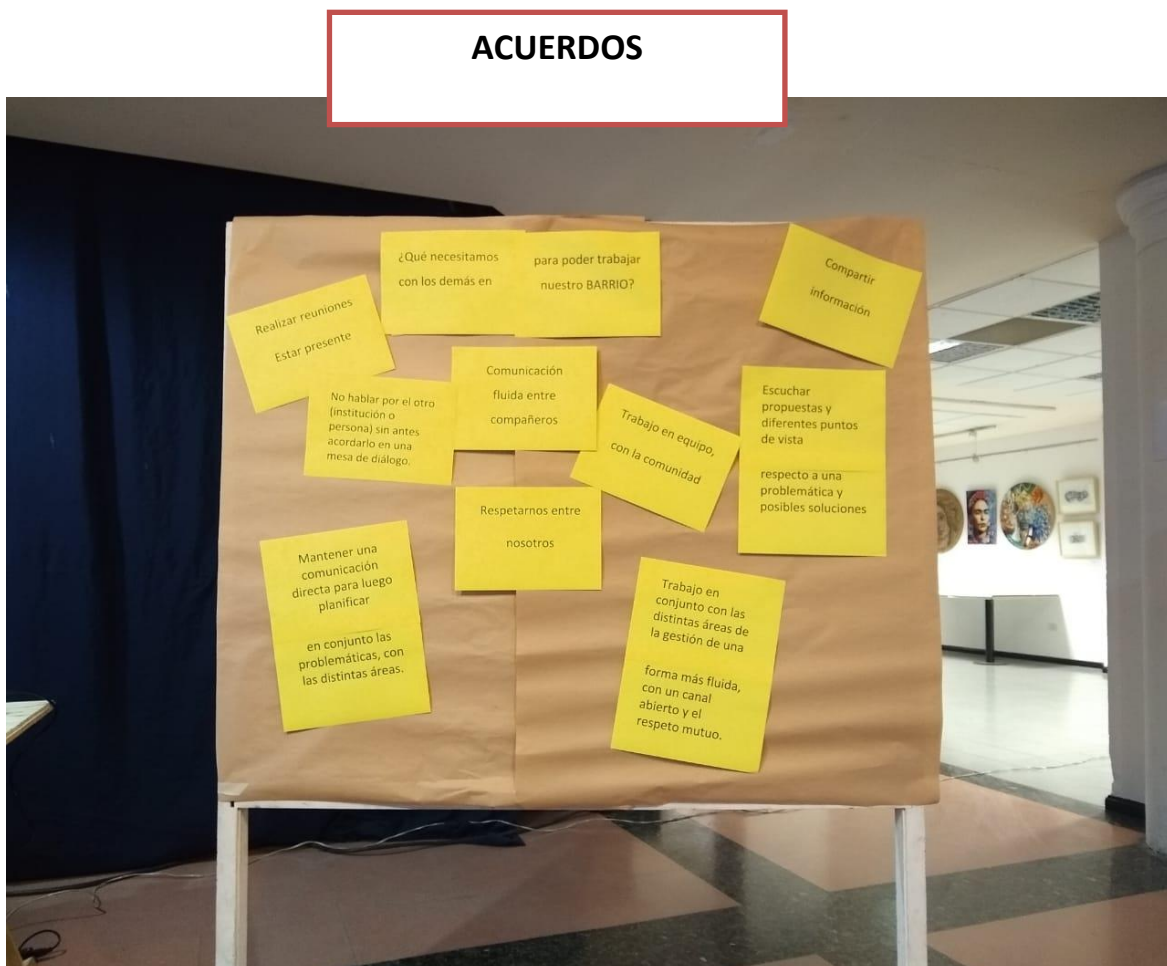 ACUERDOS
¿Qué necesitamos
con los demás en
para poder trabajar
nuestro BARRIO?
Compartir
información
Realizar reuniones
Estar presente
Comunicación
fluida entre
compañeros
No hablar por el otro
(institución o
persona) sin antes
acordarlo en una
mesa de diálogo.
Trabajo en equipo,
con la comunidad
Escuchar
propuestas y
diferentes puntos
de vista
respecto a una
problemática y
posibles soluciones
Respetarnos entre
nosotros
Mantener una
comunicación
directa para luego
planificar
en conjunto las
problemáticas, con
las distintas áreas.
Trabajo en
conjunto con las
distintas áreas de
la gestión de una
forma más fluida,
con un canal
abierto y el
respeto mutuo.